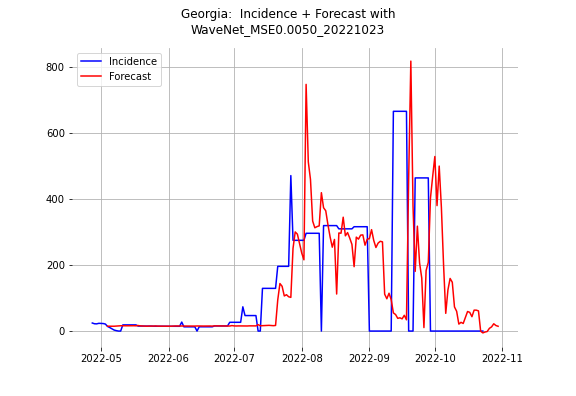 Georgia:  Incidence + Forecast with
WaveNet_MSE0.0050_20221023
Incidence
Forecast
800
600
400
200
0
2022-05 2022-06 2022-07 2022-08 2022-09 2022-10 2022-11